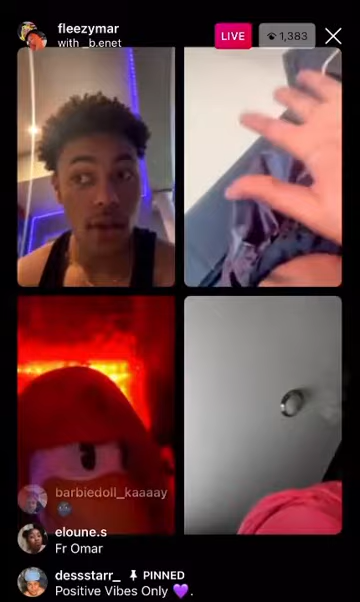 fleezymar
with _b.enet
LIVE
1,383
barbiedoll_kaaaay
eloune.s
Fr Omar
dessstarr_ PINNED
Positive Vibes Only 💜 .